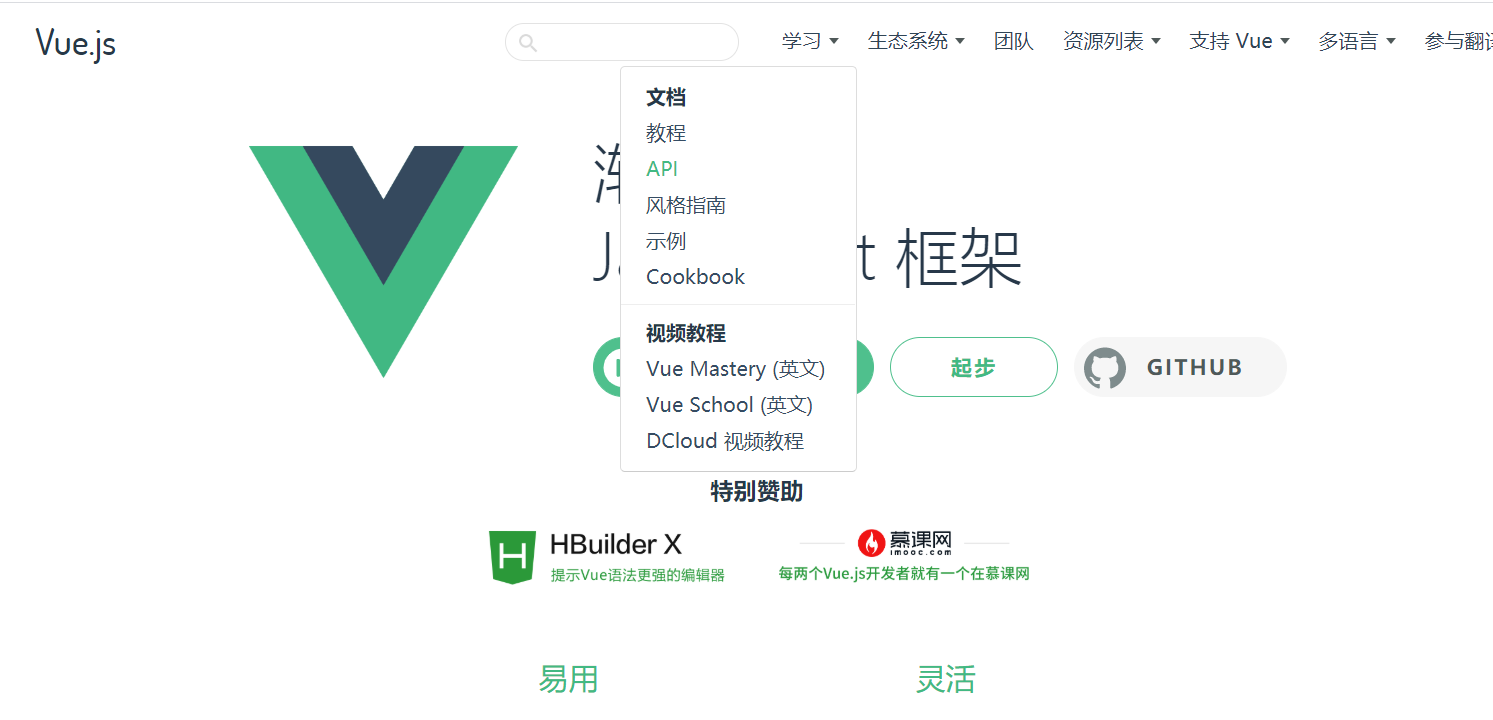 Vue.js
学习 生态系统 团队 资源列表 支持 Vue 多语言 参与翻译
文档
教程
API
风格指南
示例
Cookbook
视频教程
Vue Mastery (英文)
Vue School (英文)
DCloud 视频教程
t 框架
起步
GITHUB
特别赞助
HBuilder X
提示Vue语法更强的编辑器
慕课网
imooc.com
每两个Vue.js开发者就有一个在慕课网
易用
灵活